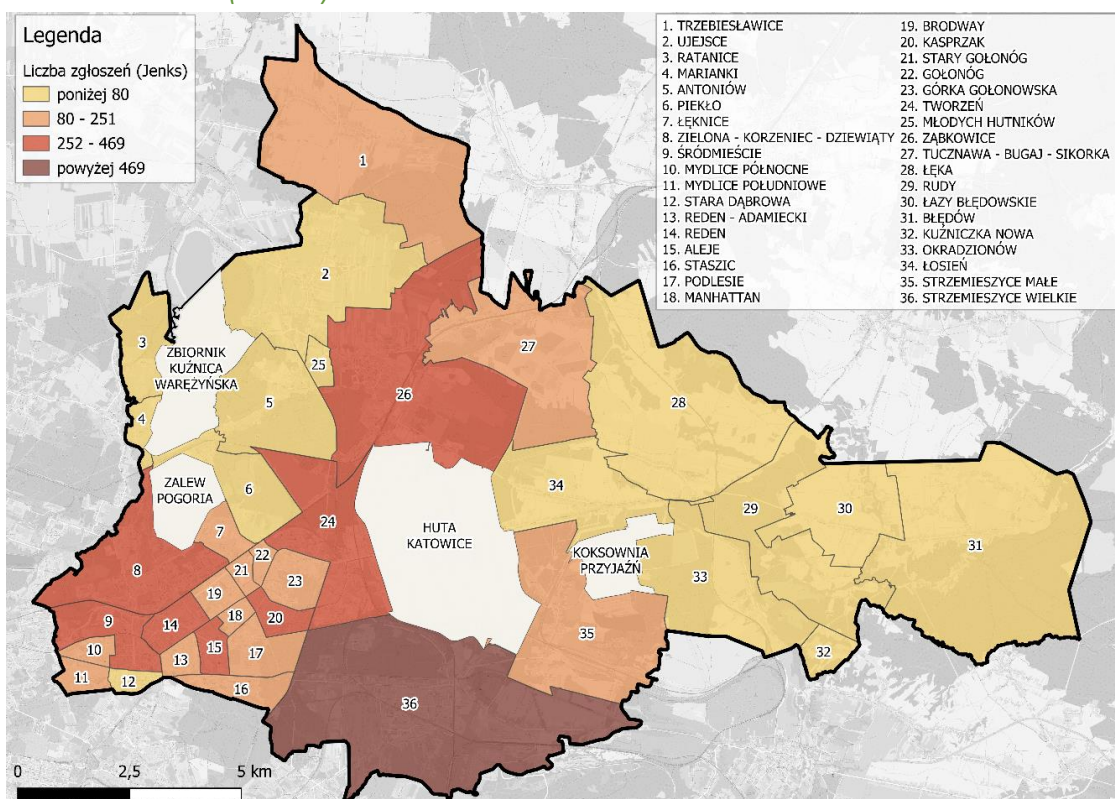 Legenda
Liczba zgłoszeń (Jenks)
poniżej 80
80 - 251
252 - 469
powyżej 469
1. TRZEBIESŁAWICE
2. UJEJSCE
3. RATANICE
4. MARIANKI
5. ANTONIÓW
6. PIEKŁO
7. ŁĘKNICE
8. ZIELONA - KORZENIEC - DZIEWIĄTY
9. ŚRÓDMIEŚCIE
10. MYDLICE PÓŁNOCNE
11. MYDLICE POŁUDNIOWE
12. STARA DĄBROWA
13. REDEN - ADAMIECKI
14. REDEN
15. ALEJE
16. STASZIC
17. PODLESIE
18. MANHATTAN
19. BRODWAY
20. KASPRZAK
21. STARY GOŁONÓG
22. GOŁONÓG
23. GÓRKA GOŁONOWSKA
24. TWORZEŃ
25. MŁODYCH HUTNIKÓW
26. ZĄBKOWICE
27. TUCZNAWA - BUGAJ - SIKORKA
28. ŁĘKA
29. RUDY
30. ŁAZY BŁĘDOWSKIE
31. BŁĘDÓW
32. KUŹNICZKA NOWA
33. OKRADZIONÓW
34. ŁOSIEŃ
35. STRZEMIESZYCE MAŁE
36. STRZEMIESZYCE WIELKIE
1
2
3
ZBIORNIK
KUŹNICA
WARĘŻYŃSKA
25
27
4
5
26
28
ZALEW
POGORIA
6
34
29
30
31
7
24
HUTA
KATOWICE
KOKSOWNIA
PRZYJAŹŃ
8
22
21
23
33
19
18
20
9
14
10
13
15
17
35
32
11
12
16
36
0
2,5
5 km